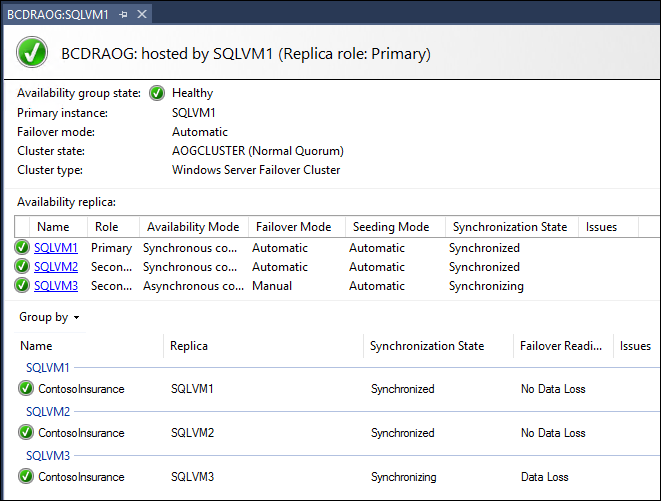 BCDRAOG:SQLVM1
BCDRAOG: hosted by SQLVM1 (Replica role: Primary)
Availability group state: Healthy
Primary instance: SQLVM1
Failover mode: Automatic
Cluster state: AOGCLUSTER (Normal Quorum)
Cluster type: Windows Server Failover Cluster
Availability replica:
Name Role Availability Mode Failover Mode Seeding Mode Synchronization State Issues
SQLVM1 Primary Synchronous co... Automatic Automatic Synchronized
SQLVM2 Secon... Synchronous co... Automatic Automatic Synchronized
SQLVM3 Secon... Asynchronous co... Manual Automatic Synchronizing
Group by
Name Replica Synchronization State Failover Readi... Issues
SQLVM1
ContosoInsurance SQLVM1 Synchronized No Data Loss
SQLVM2
ContosoInsurance SQLVM2 Synchronized No Data Loss
SQLVM3
ContosoInsurance SQLVM3 Synchronizing Data Loss